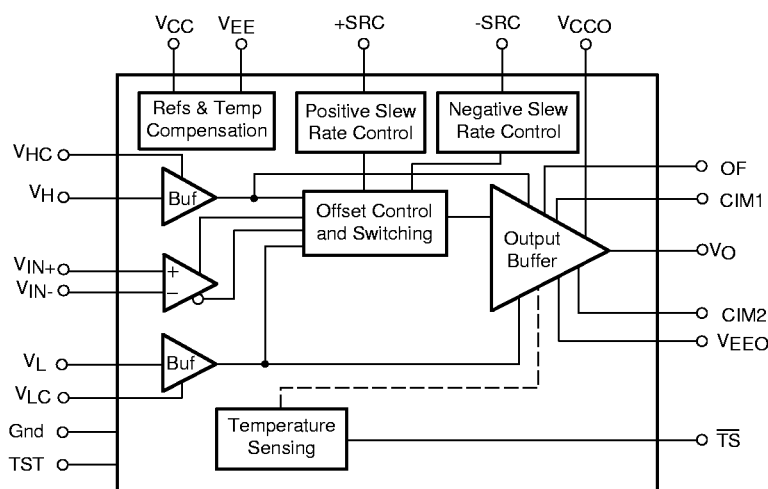 VCC VEE +SRC -SRC VCCO
Refs & Temp
Compensation
Positive Slew
Rate Control
Negative Slew
Rate Control
VHC
VH
Buf
Offset Control
and Switching
Output
Buffer
OF
CIM1
VIN+
VIN-
+
−
VO
CIM2
VEEO
VL
Buf
VLC
Gnd
TST
Temperature
Sensing
T̅S̅